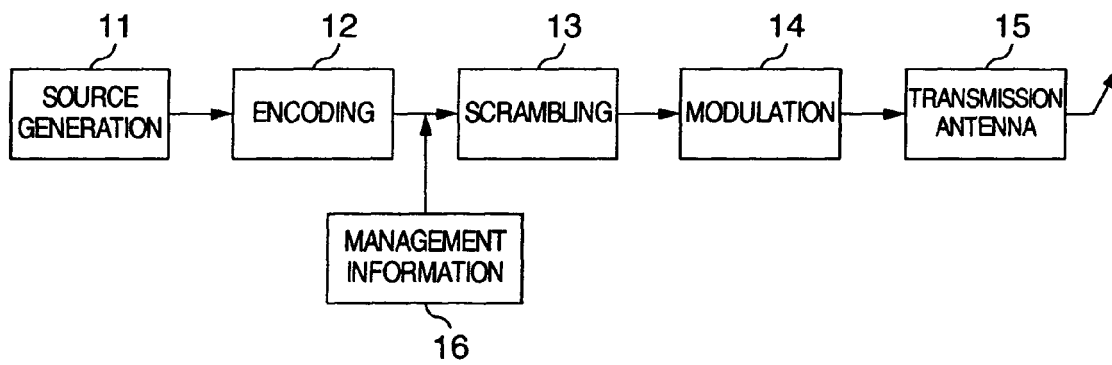 11
12
13
14
15
SOURCE
GENERATION
ENCODING
SCRAMBLING
MODULATION
TRANSMISSION
ANTENNA
MANAGEMENT
INFORMATION
16